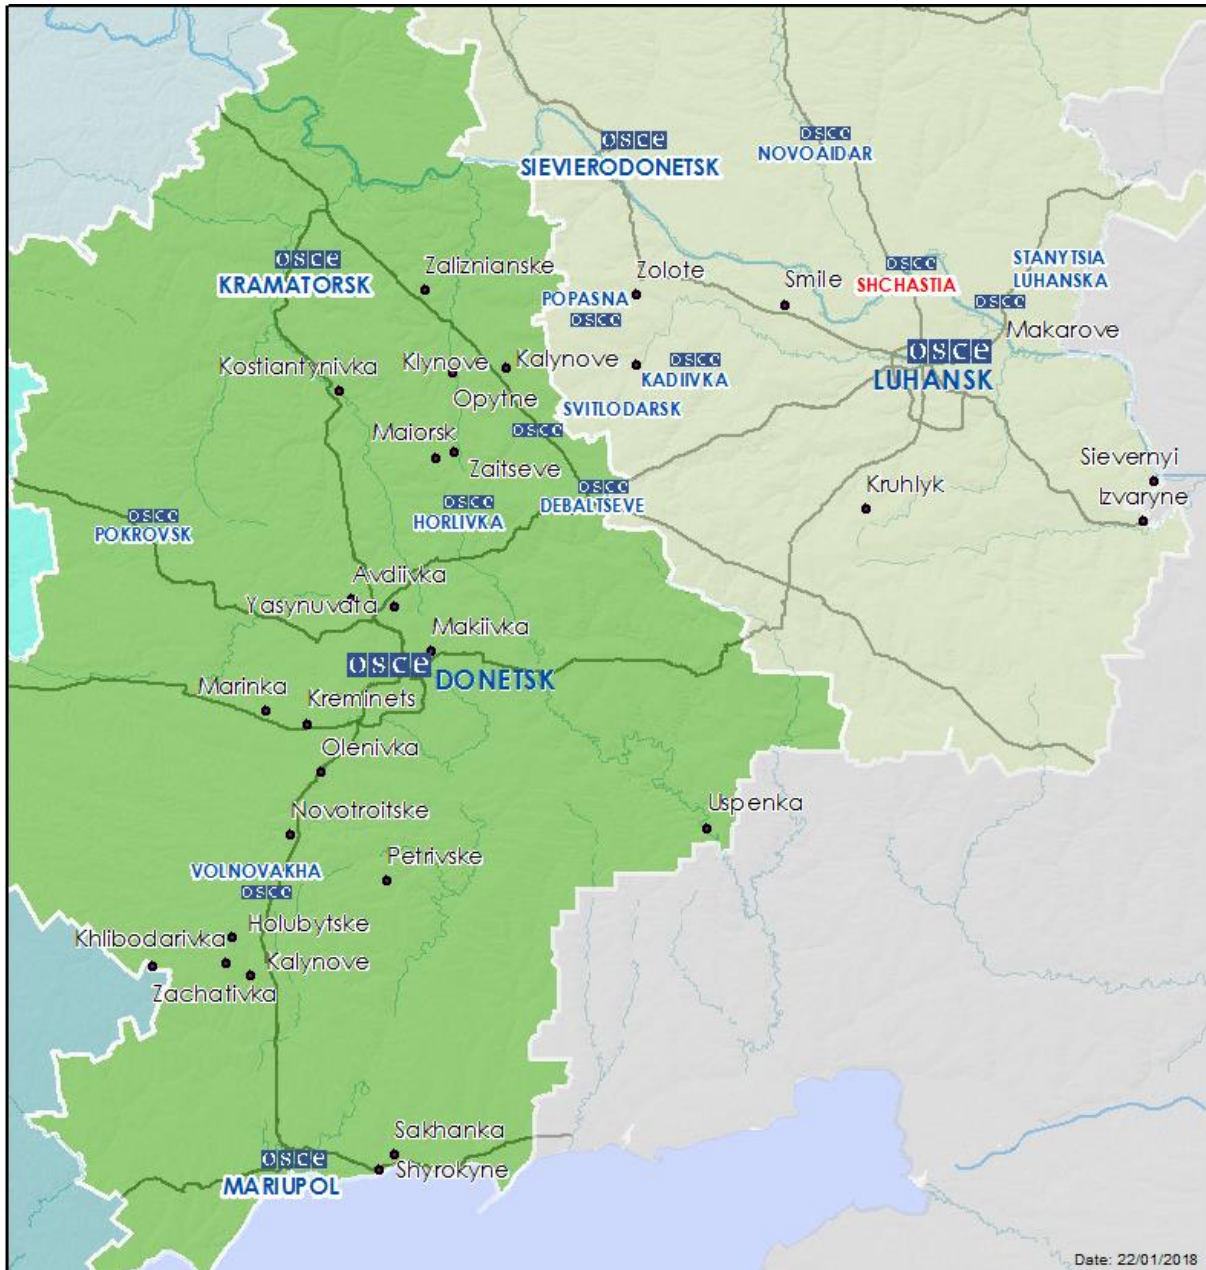 osce
SIEVIERODONETSK
osce
NOVOAIDAR
osce
KRAMATORSK
Zaliznianske
Zolote
Smile
osce
SHCHASTIA
STANYTSIA
LUHANSKA
osce
Makarove
POPASNA
osce
osce
KADIIVKA
osce
LUHANSK
Kostiantynivka
Klynove
Kalynove
Opytne
SVITLODARSK
osce
Maiorsk
Zaitseve
Sievernyi
Izvaryne
Kruhlyk
osce
DEBALTSEVE
osce
HORLIVKA
osce
POKROVSK
Avdiivka
Yasynuvata
Makiivka
osce
DONETSK
Marinka
Kreminets
Olenivka
Novotroitske
Uspenka
Petrivske
VOLNOVAKHA
osce
Holubytske
Khlibodarivka
Kalynove
Zachativka
Sakhanka
Shyrokyne
osce
MARIUPOL
Date: 22/01/2018